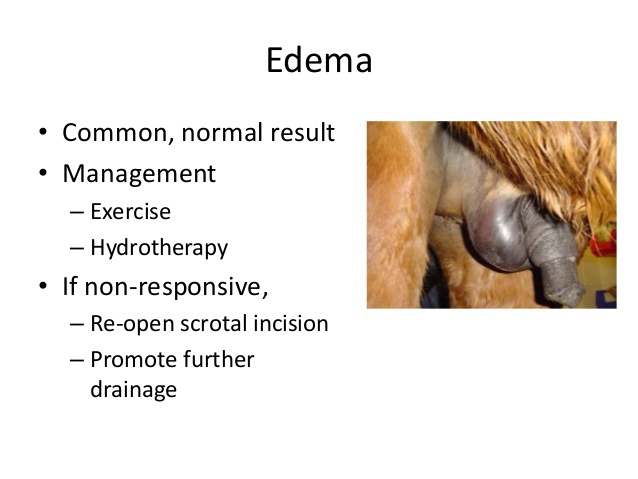 Edema
• Common, normal result
• Management
– Exercise
– Hydrotherapy
• If non-responsive,
– Re-open scrotal incision
– Promote further
drainage